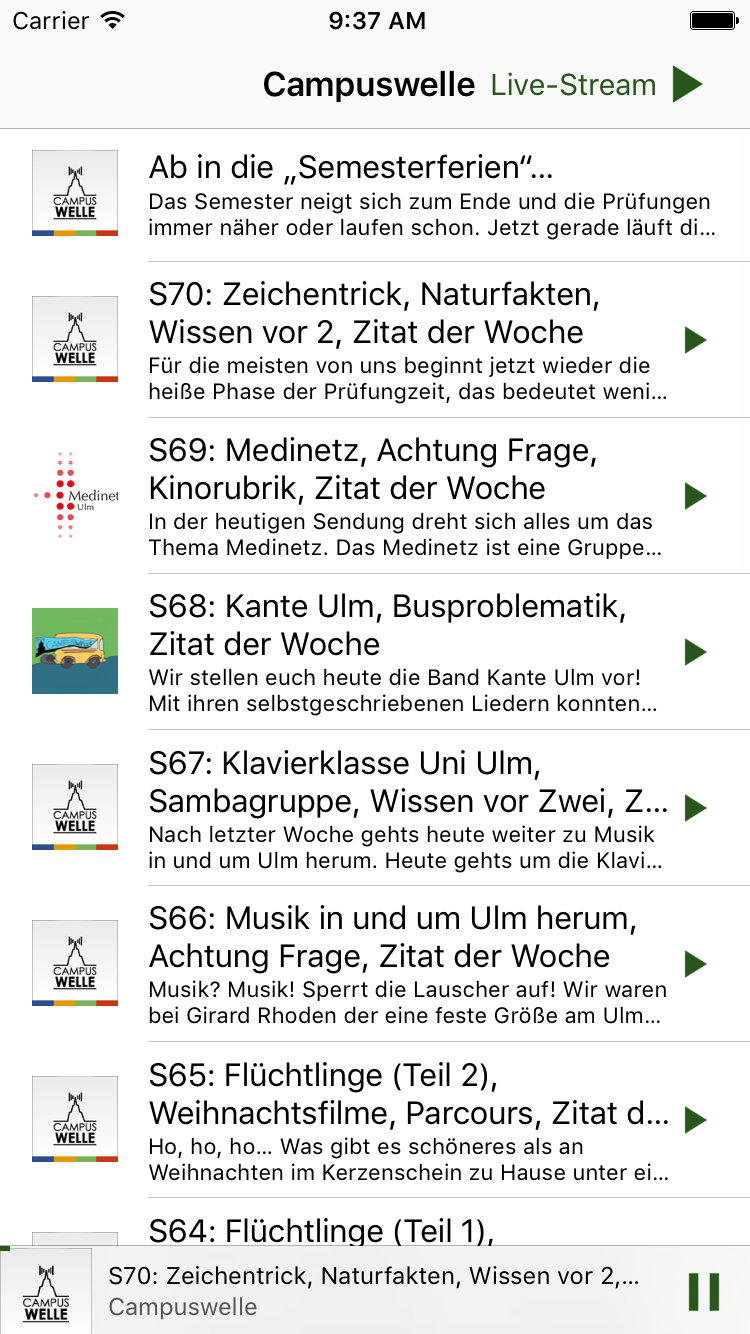 Carrier 9:37 AM
Campuswelle Live-Stream
CAMPUS
WELLE
Ab in die „Semesterferien“…
Das Semester neigt sich zum Ende und die Prüfungen
immer näher oder laufen schon. Jetzt gerade läuft di…
CAMPUS
WELLE
S70: Zeichentrick, Naturfakten,
Wissen vor 2, Zitat der Woche
Für die meisten von uns beginnt jetzt wieder die
heiße Phase der Prüfungzeit, das bedeutet weni…
Medinet
Ulm
S69: Medinetz, Achtung Frage,
Kinorubrik, Zitat der Woche
In der heutigen Sendung dreht sich alles um das
Thema Medinetz. Das Medinetz ist eine Gruppe…
S68: Kante Ulm, Busproblematik,
Zitat der Woche
Wir stellen euch heute die Band Kante Ulm vor!
Mit ihren selbstgeschriebenen Liedern konnten…
CAMPUS
WELLE
S67: Klavierklasse Uni Ulm,
Sambagruppe, Wissen vor Zwei, Z…
Nach letzter Woche gehts heute weiter zu Musik
in und um Ulm herum. Heute gehts um die Klavi…
CAMPUS
WELLE
S66: Musik in und um Ulm herum,
Achtung Frage, Zitat der Woche
Musik? Musik! Sperrt die Lauscher auf! Wir waren
bei Girard Rhoden der eine feste Größe am Ulm…
CAMPUS
WELLE
S65: Flüchtlinge (Teil 2),
Weihnachtsfilme, Parcours, Zitat d…
Ho, ho, ho… Was gibt es schöneres als an
Weihnachten im Kerzenschein zu Hause unter ei…
S64: Flüchtlinge (Teil 1),
CAMPUS
WELLE
S70: Zeichentrick, Naturfakten, Wissen vor 2,…
Campuswelle